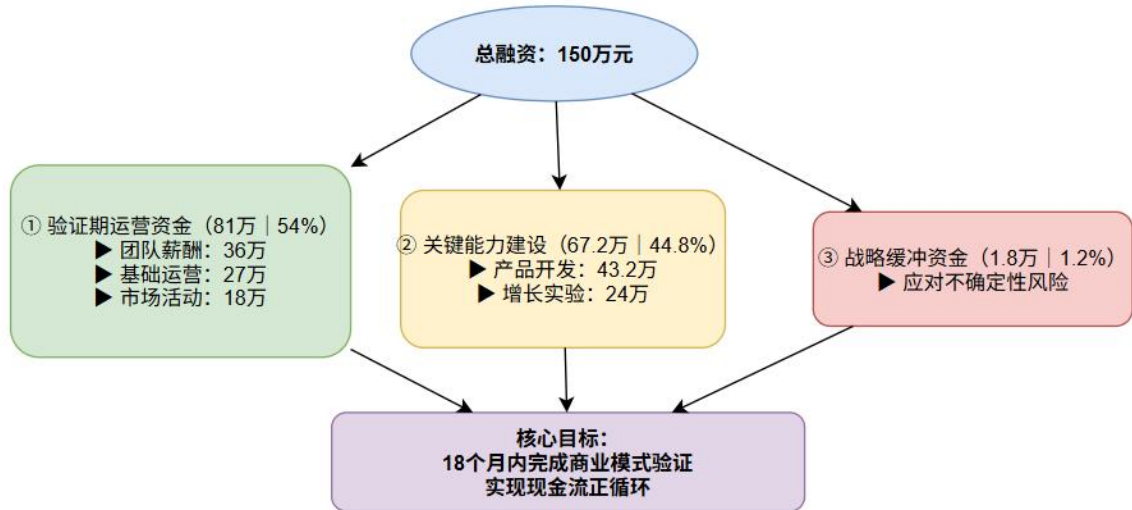 总融资：150万元
① 验证期运营资金（81万｜54%）
▶ 团队薪酬：36万
▶ 基础运营：27万
▶ 市场活动：18万
② 关键能力建设（67.2万｜44.8%）
▶ 产品开发：43.2万
▶ 增长实验：24万
③ 战略缓冲资金（1.8万｜1.2%）
▶ 应对不确定性风险
核心目标：
18个月内完成商业模式验证
实现现金流正循环